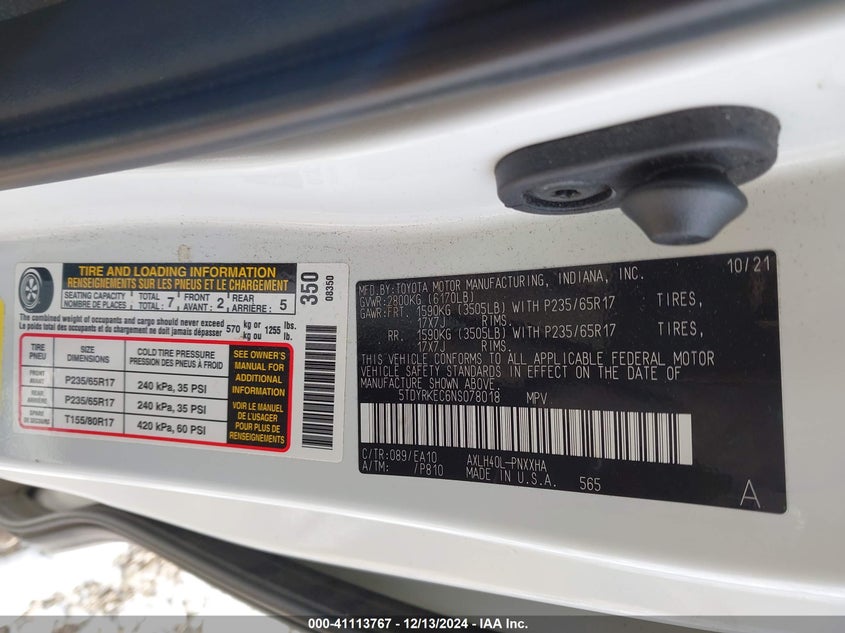 TIRE AND LOADING INFORMATION
RENSEIGNEMENTS SUR LES PNEUS ET LE CHARGEMENT
SEATING CAPACITY
NOMBRE DE PLACES
TOTAL: 7
TOTAL: 7
FRONT
AVANT: 2
REAR
ARRIÈRE: 5
The combined weight of occupants and cargo should never exceed
Le poids total des occupants et du chargement ne doit jamais dépasser
570 kg or
kg ou
1255 lbs. or
lb.
TIRE
PNEU
SIZE
DIMENSIONS
COLD TIRE PRESSURE
PRESSION DES PNEUS À FROID
FRONT
AVANT
P235/65R17
240 kPa, 35 PSI
REAR
ARRIÈRE
P235/65R17
240 kPa, 35 PSI
SPARE
DE SECOURS
T155/80R17
420 kPa, 60 PSI
SEE OWNER'S
MANUAL FOR
ADDITIONAL
INFORMATION
VOIR LE MANUEL
DE L'USAGER
POUR PLUS DE
RENSEIGNEMENTS
350
08350
MFD.BY:TOYOTA MOTOR MANUFACTURING, INDIANA, INC. 10/21
GVWR:2800KG (6170LB)
GAWR:FRT. 1590KG (3505LB) WITH P235/65R17 TIRES,
17X7J RIMS
RR. 1590KG (3505LB) WITH P235/65R17 TIRES,
17X7J RIMS
THIS VEHICLE CONFORMS TO ALL APPLICABLE FEDERAL MOTOR
VEHICLE SAFETY STANDARDS IN EFFECT ON THE DATE OF
MANUFACTURE SHOWN ABOVE.
5TDYRKEC6NS078018 MPV
C/TR:089/EA10 AXLH40L-PNXXHA
A/TM: /P810 MADE IN U.S.A. 565
A
000-41113767 - 12/13/2024 - IAA Inc.